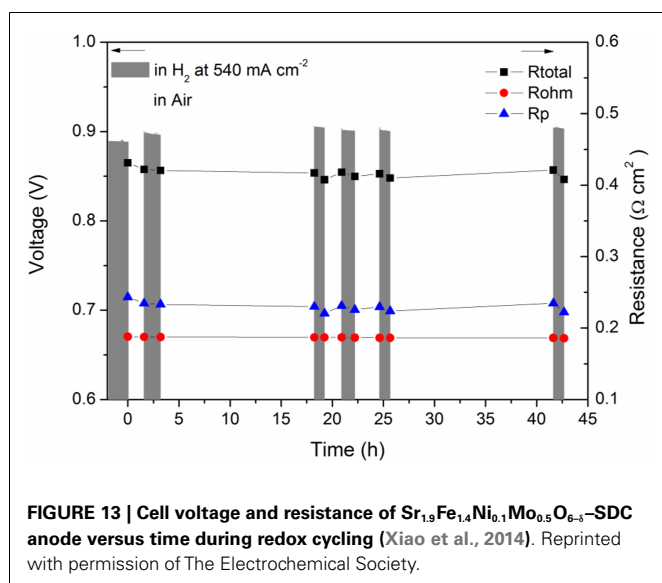 1.0
0.9
0.8
0.7
0.6
Voltage (V)
in H₂ at 540 mA cm⁻²
in Air
Rtotal
Rohm
Rp
0.6
0.5
0.4
0.3
0.2
0.1
Resistance (Ω cm²)
0 5 10 15 20 25 30 35 40 45
Time (h)
FIGURE 13 | Cell voltage and resistance of Sr₁.₉Fe₁.₄Ni₀.₁Mo₀.₅O₆₋δ–SDC
anode versus time during redox cycling (Xiao et al., 2014). Reprinted
with permission of The Electrochemical Society.